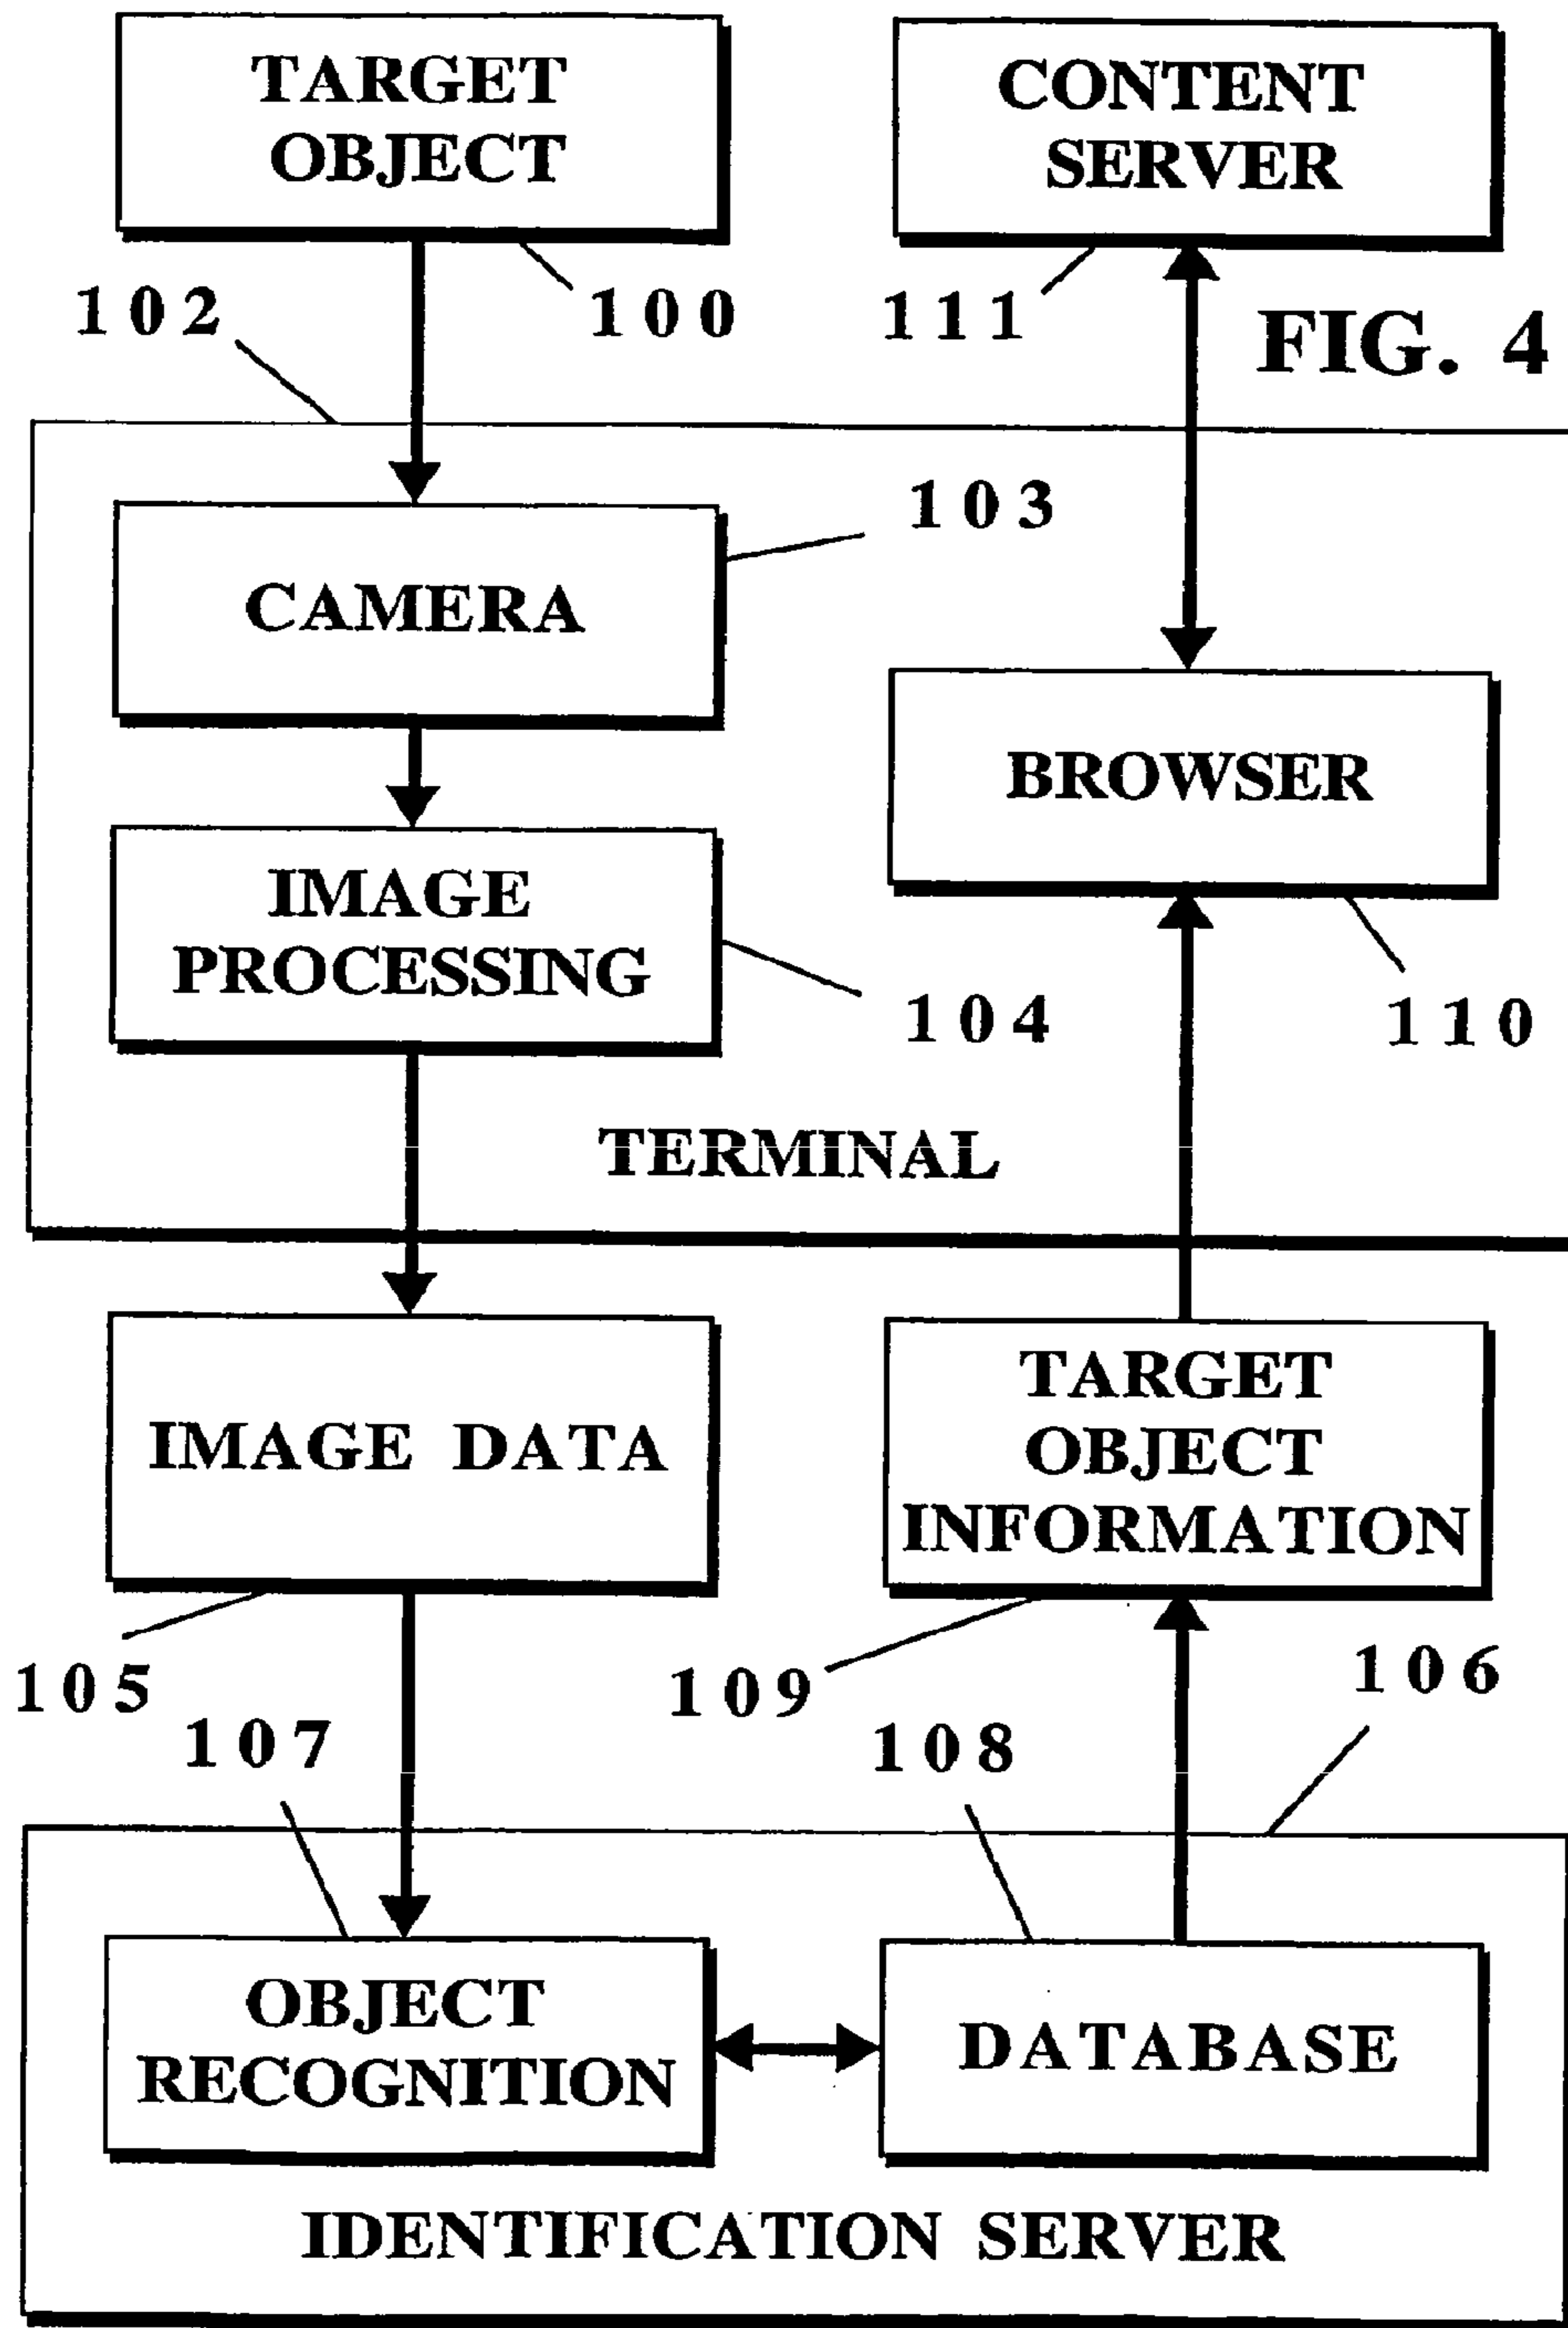 TARGET
OBJECT
CONTENT
SERVER
102
100
111
FIG. 4
103
CAMERA
BROWSER
IMAGE
PROCESSING
104
110
TERMINAL
IMAGE DATA
TARGET
OBJECT
INFORMATION
105
109
106
107
108
OBJECT
RECOGNITION
DATABASE
IDENTIFICATION SERVER